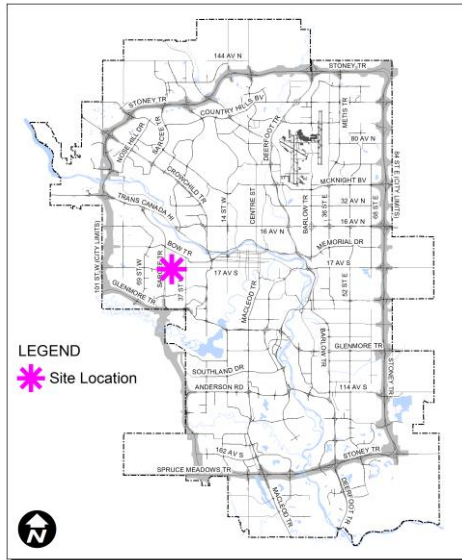 144 AV N
STONEY TR
STONEY TR
COUNTRY HILLS BV
METIS TR
SARCEE TR
NOSE HILL DR
DEERFOOT TR
80 AV N
CROWCHILD TR
MCKNIGHT BV
84 ST E (CITY LIMITS)
TRANS CANADA HI
14 ST W
CENTRE ST
BARLOW TR
36 ST E
32 AV N
68 ST E
16 AV N
16 AV N
MEMORIAL DR
BOW TR
101 ST W (CITY LIMITS)
69 ST W
SARCEE TR
37 ST
17 AV S
17 AV S
MACLEOD TR
52 ST E
GLENMORE TR
BARLOW TR
GLENMORE TR
LEGEND
Site Location
SOUTHLAND DR
ANDERSON RD
114 AV S
STONEY TR
162 AV S
STONEY TR
SPRUCE MEADOWS TR
MACLEOD TR
DEERFOOT TN
N